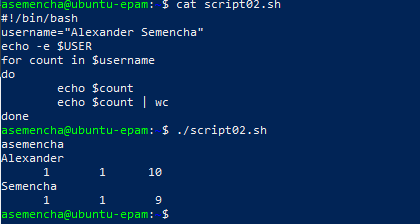 asemencha@ubuntu-epam: $ cat script02.sh
#!/bin/bash
username="Alexander Semencha"
echo -e $USER
for count in $username
do
        echo $count
        echo $count | wc
done
asemencha@ubuntu-epam: $ ./script02.sh
asemencha
Alexander
      1       1      10
Semencha
      1       1       9
asemencha@ubuntu-epam: $